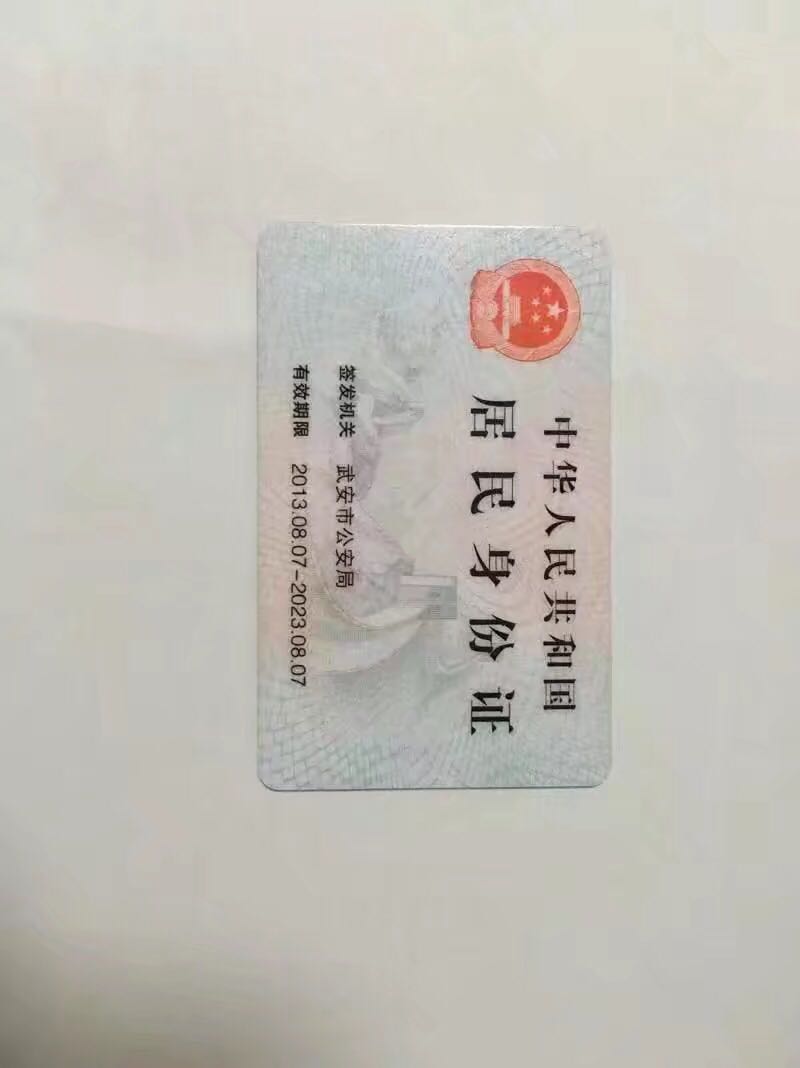 中华人民共和国
居民身份证
签发机关 武安市公安局
有效期限 2013.08.07-2023.08.07